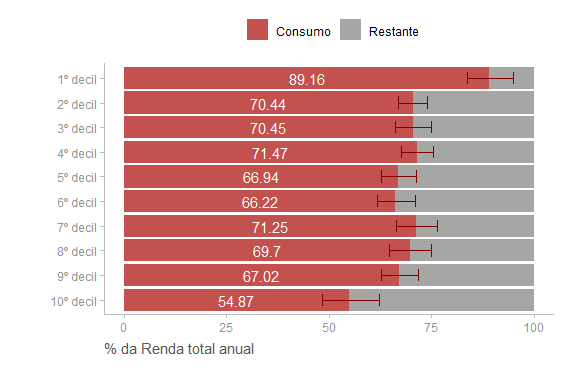 Consumo Restante
1º decil 89.16
2º decil 70.44
3º decil 70.45
4º decil 71.47
5º decil 66.94
6º decil 66.22
7º decil 71.25
8º decil 69.7
9º decil 67.02
10º decil 54.87
0 25 50 75 100
% da Renda total anual